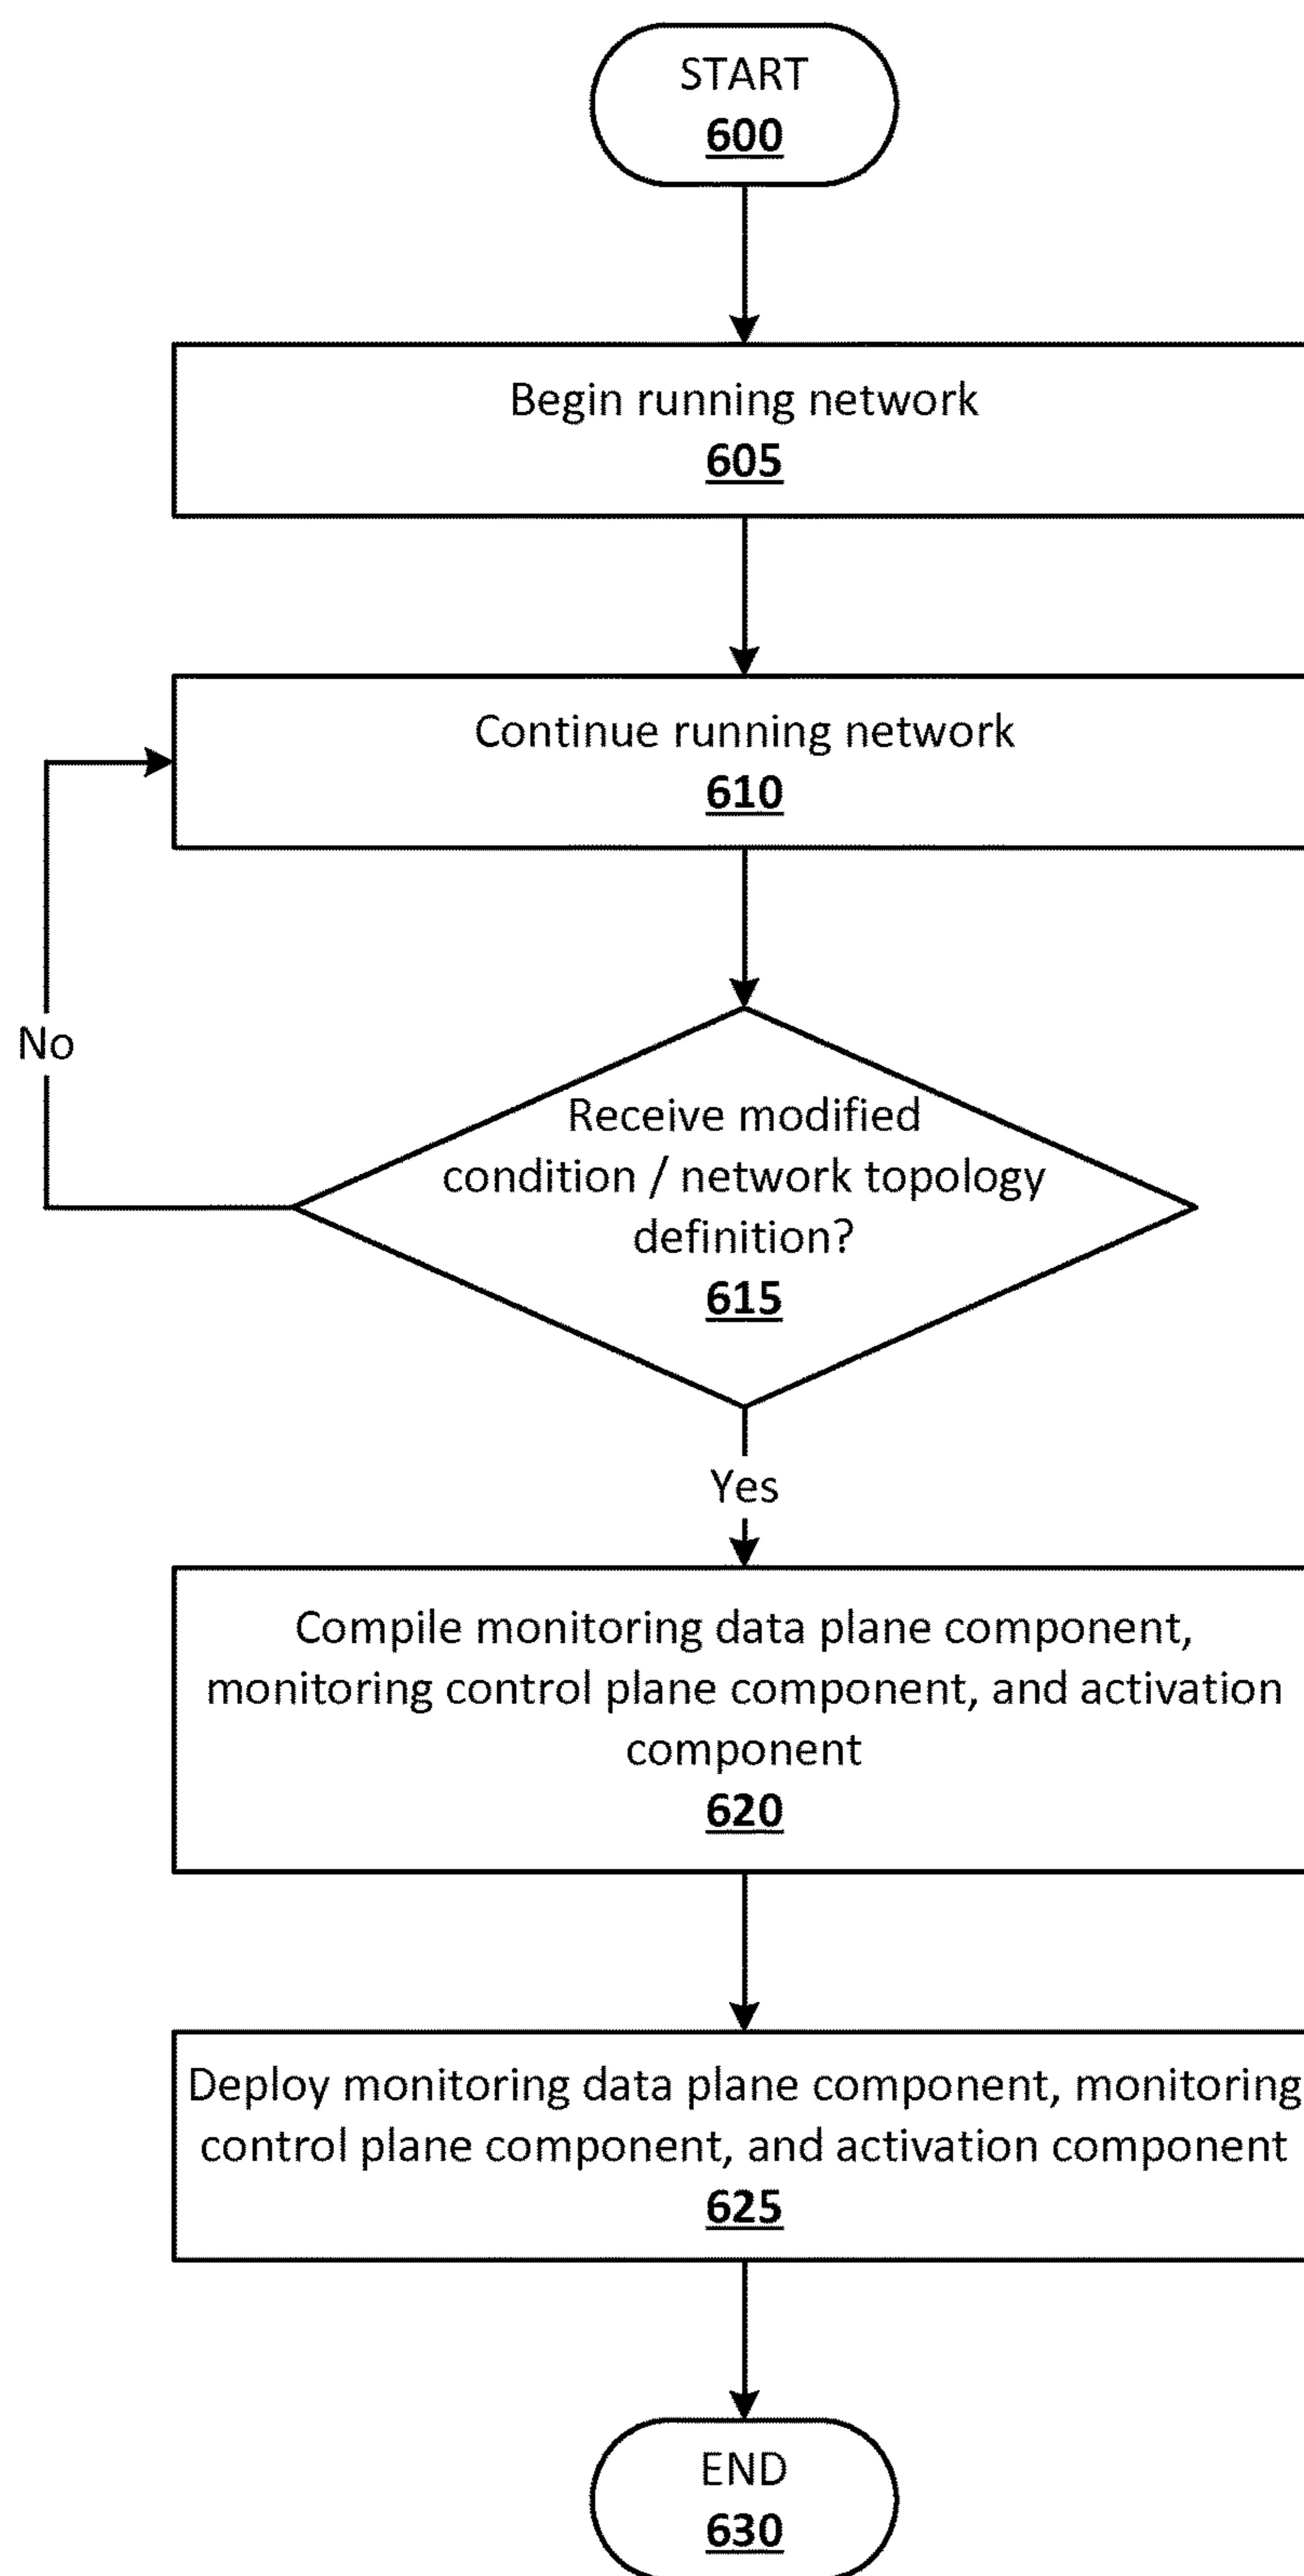 START
600
Begin running network
605
Continue running network
610
No
Receive modified
condition / network topology
definition?
615
Yes
Compile monitoring data plane component,
monitoring control plane component, and activation
component
620
Deploy monitoring data plane component, monitoring
control plane component, and activation component
625
END
630